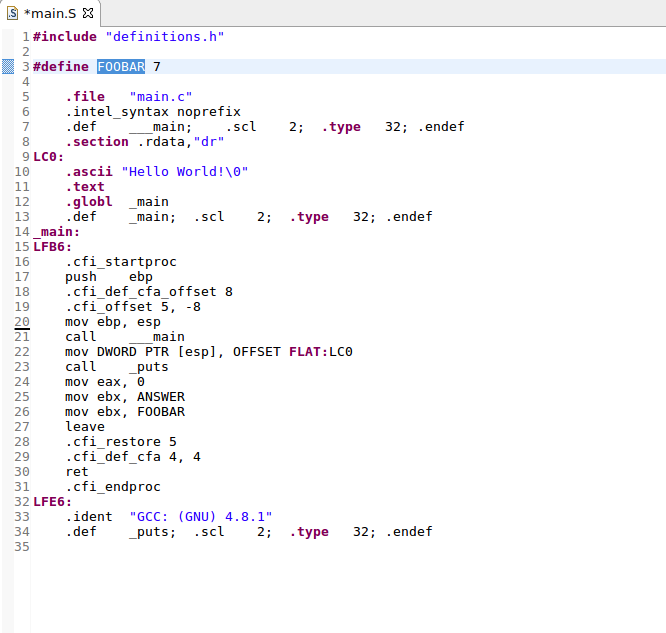 *main.S
1 #include "definitions.h"
2
3 #define FOOBAR 7
4
5     .file   "main.c"
6     .intel_syntax noprefix
7     .def    ___main;    .scl    2;  .type   32; .endef
8     .section .rdata,"dr"
9 LC0:
10     .ascii "Hello World!\0"
11     .text
12     .globl  _main
13     .def    _main;  .scl    2;  .type   32; .endef
14 _main:
15 LFB6:
16     .cfi_startproc
17     push    ebp
18     .cfi_def_cfa_offset 8
19     .cfi_offset 5, -8
20     mov ebp, esp
21     call    ___main
22     mov DWORD PTR [esp], OFFSET FLAT:LC0
23     call    _puts
24     mov eax, 0
25     mov ebx, ANSWER
26     mov ebx, FOOBAR
27     leave
28     .cfi_restore 5
29     .cfi_def_cfa 4, 4
30     ret
31     .cfi_endproc
32 LFE6:
33     .ident  "GCC: (GNU) 4.8.1"
34     .def    _puts;  .scl    2;  .type   32; .endef
35